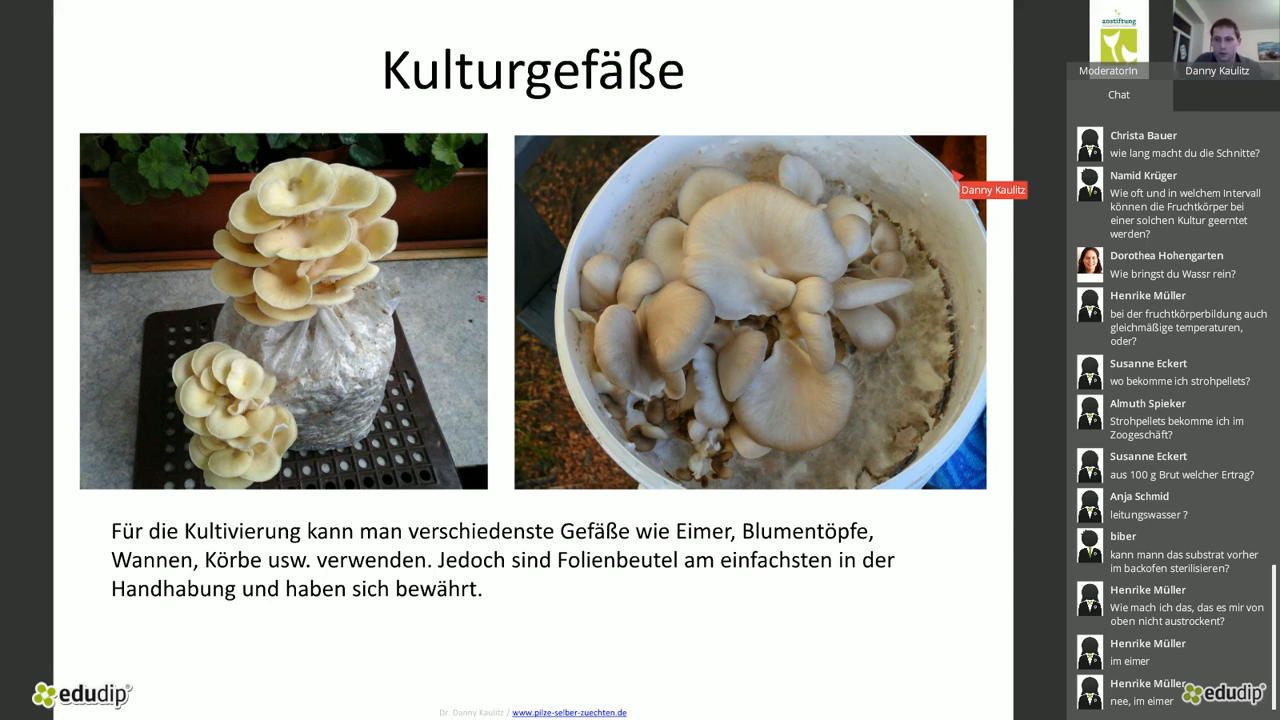 Kulturgefäße
Danny Kaulitz
Für die Kultivierung kann man verschiedenste Gefäße wie Eimer, Blumentöpfe,
Wannen, Körbe usw. verwenden. Jedoch sind Folienbeutel am einfachsten in der
Handhabung und haben sich bewährt.
edudip
Dr. Danny Kaulitz / www.pilze-selber-zuechten.de
anstiftung
ModeratorIn
Danny Kaulitz
Chat
Christa Bauer
wie lang macht du die Schnitte?
Namid Krüger
Wie oft und in welchem Intervall
können die Fruchtkörper bei
einer solchen Kultur geerntet
werden?
Dorothea Hohengarten
Wie bringst du Wassr rein?
Henrike Müller
bei der fruchtkörperbildung auch
gleichmäßige temperaturen,
oder?
Susanne Eckert
wo bekomme ich strohpellets?
Almuth Spieker
Strohpellets bekomme ich im
Zoogeschäft?
Susanne Eckert
aus 100 g Brut welcher Ertrag?
Anja Schmid
leitungswasser ?
biber
kann mann das substrat vorher
im backofen sterilisieren?
Henrike Müller
Wie mach ich das, das es mir von
oben nicht austrockent?
Henrike Müller
im eimer
Henrike Müller
nee, im eimer
edudip